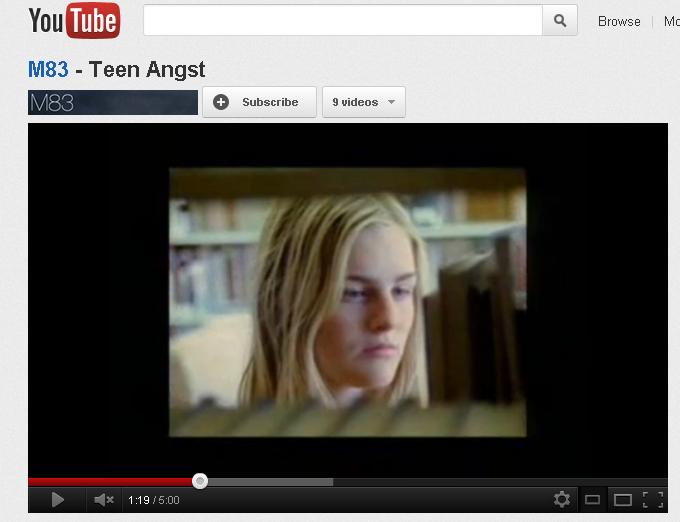 YouTube
Browse
Mo
M83 - Teen Angst
M83
Subscribe
9 videos
1:19 / 5:00